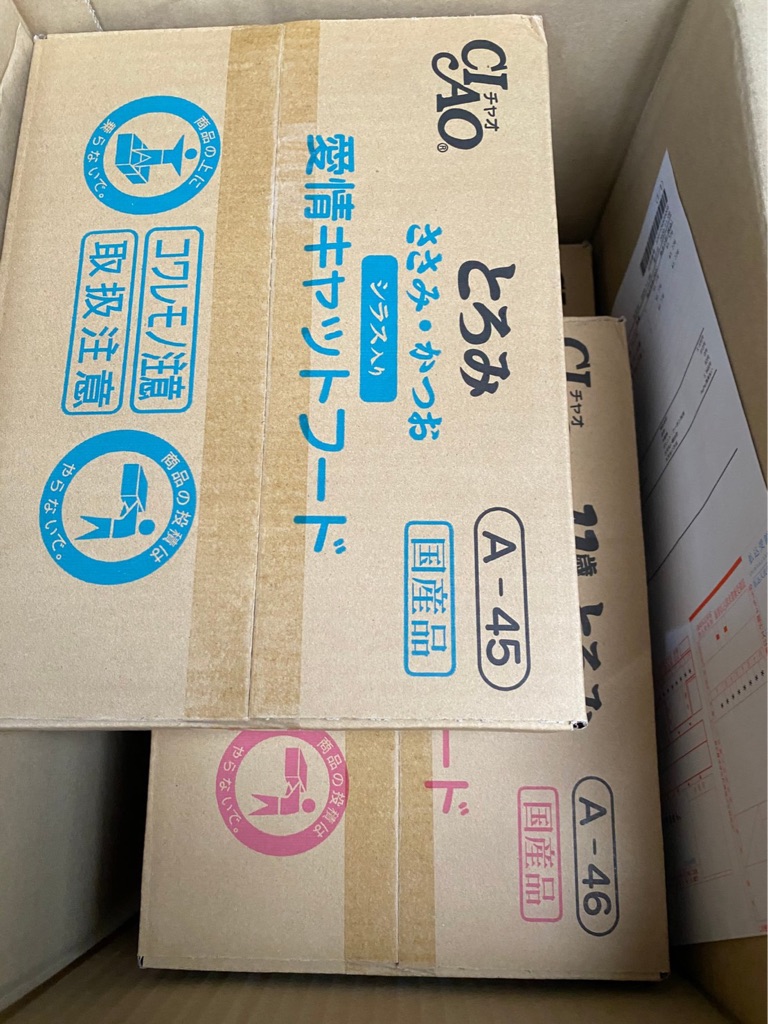 CIAO
チャオ
®
とろみ
ささみ・かつお
シラス入り
愛情キャットフード
A-45
国産品
商品の上に
乗らないで。
コワレモノ注意
取扱注意
商品の投積は
やらないで。
CI
チャオ
11歳とろみ
ード
A-46
国産品
商品の投積は
やらないで。